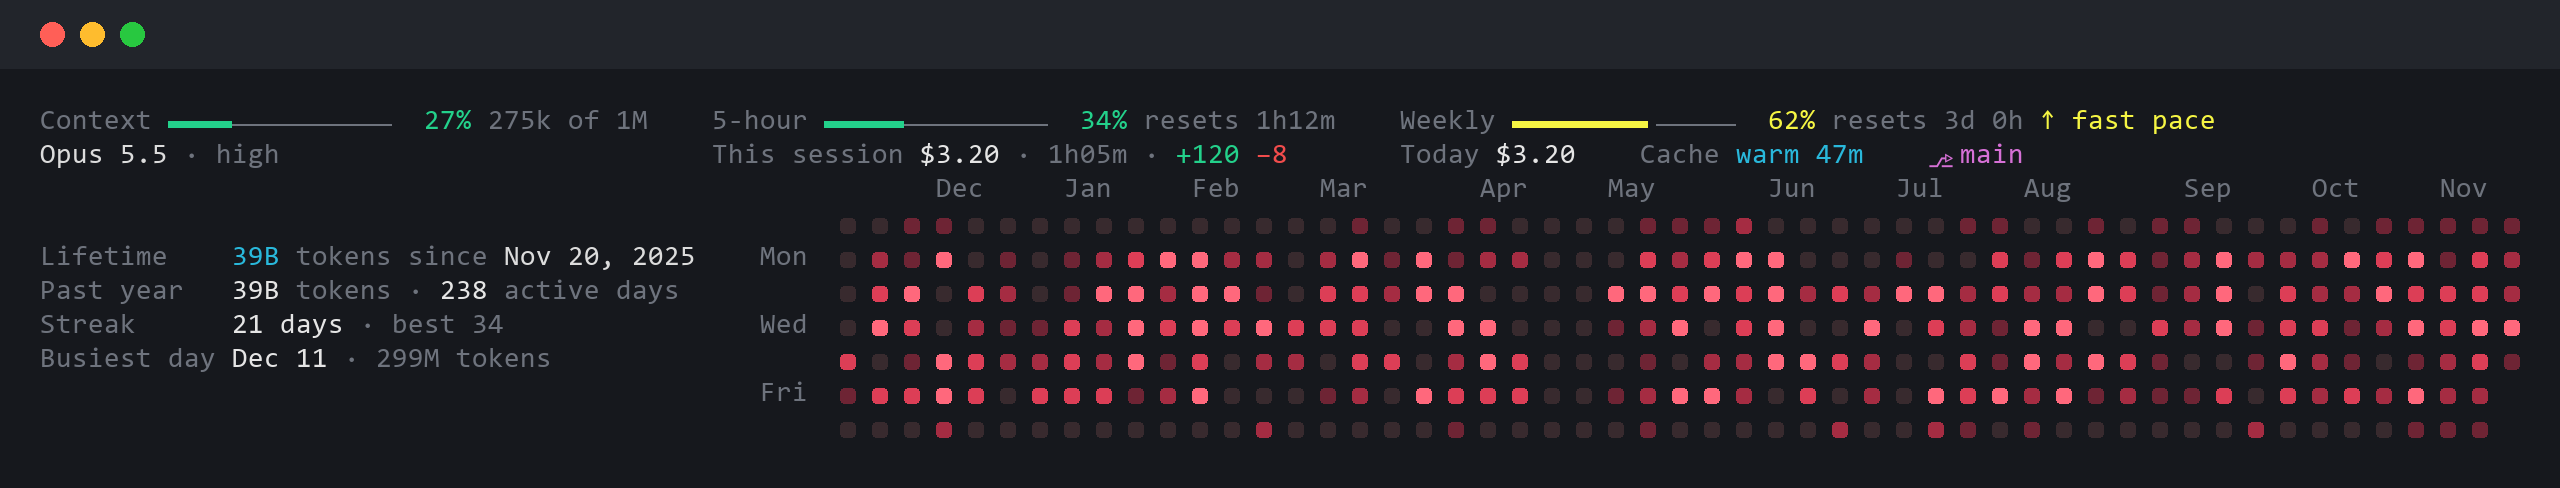 Context 27% 275k of 1M 5-hour 34% resets 1h12m Weekly 62% resets 3d 0h ↑ fast pace
Opus 5.5 · high This session $3.20 · 1h05m · +120 −8 Today $3.20 Cache warm 47m main
Dec Jan Feb Mar Apr May Jun Jul Aug Sep Oct Nov
Lifetime 39B tokens since Nov 20, 2025 Mon
Past year 39B tokens · 238 active days
Streak 21 days · best 34 Wed
Busiest day Dec 11 · 299M tokens
Fri